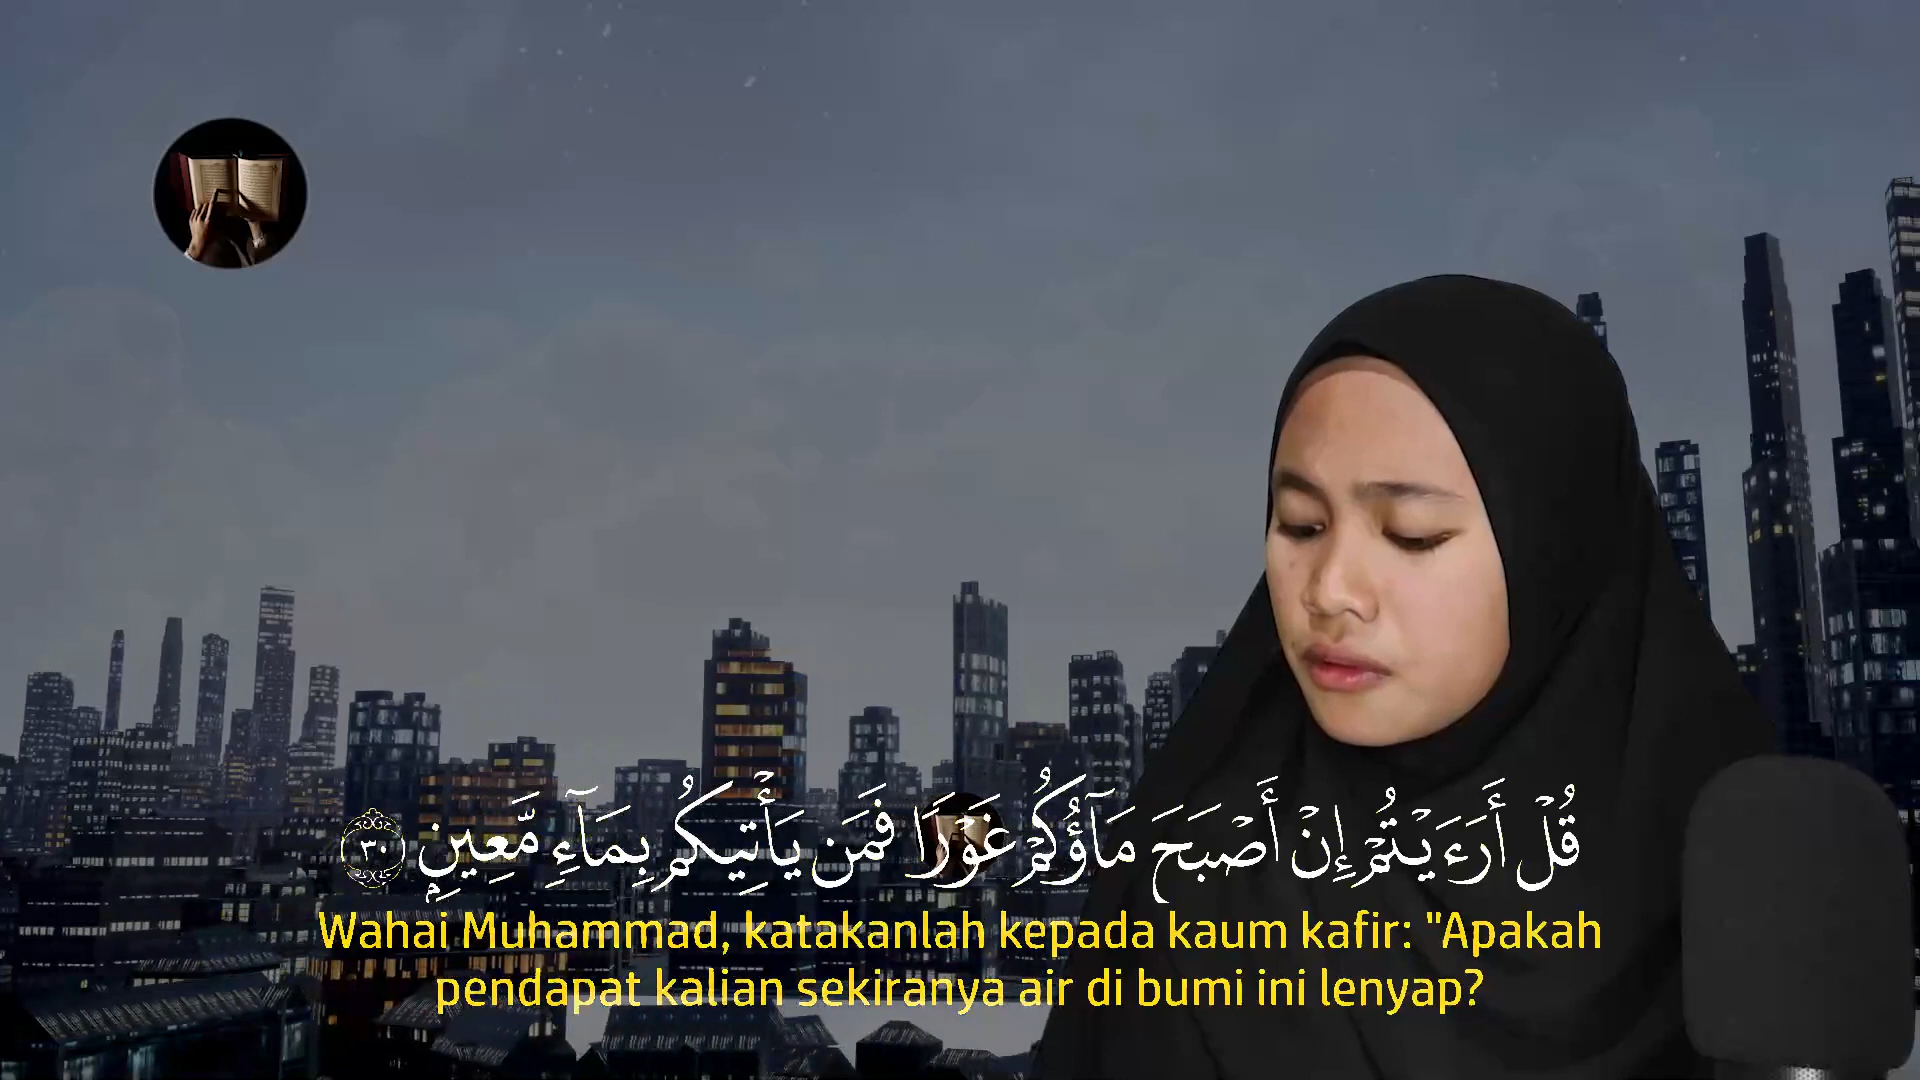 قُلْ أَرَءَيْتُمْ إِنْ أَصْبَحَ مَآؤُكُمْ غَوْرًا فَمَن يَأْتِيكُم بِمَآءٍ مَّعِينٍۭ ٣٠
Wahai Muhammad, katakanlah kepada kaum kafir: "Apakah
pendapat kalian sekiranya air di bumi ini lenyap?